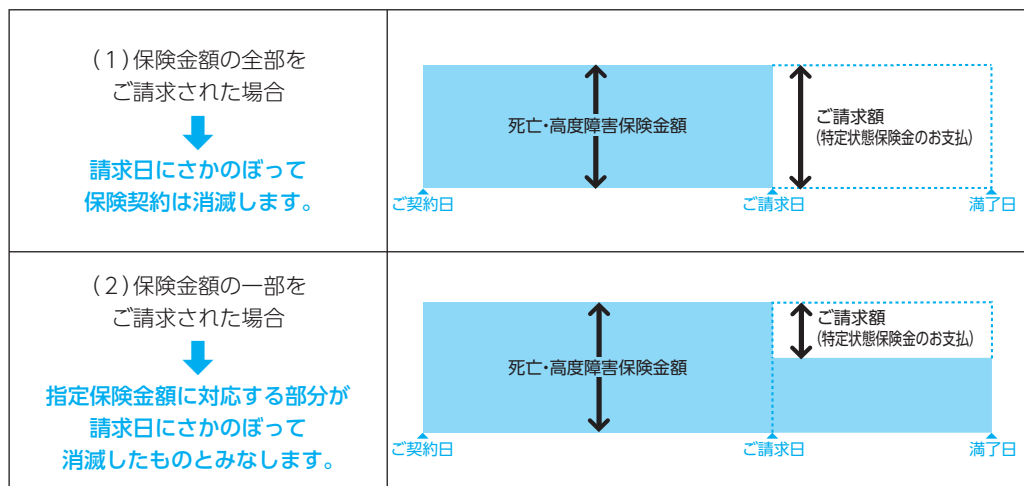 (1)保険金額の全部を
ご請求された場合
請求日にさかのぼって
保険契約は消滅します。
死亡・高度障害保険金額
ご請求額
(特定状態保険金のお支払)
ご契約日
ご請求日
満了日
(2)保険金額の一部を
ご請求された場合
指定保険金額に対応する部分が
請求日にさかのぼって
消滅したものとみなします。
死亡・高度障害保険金額
ご請求額
(特定状態保険金のお支払)
ご契約日
ご請求日
満了日